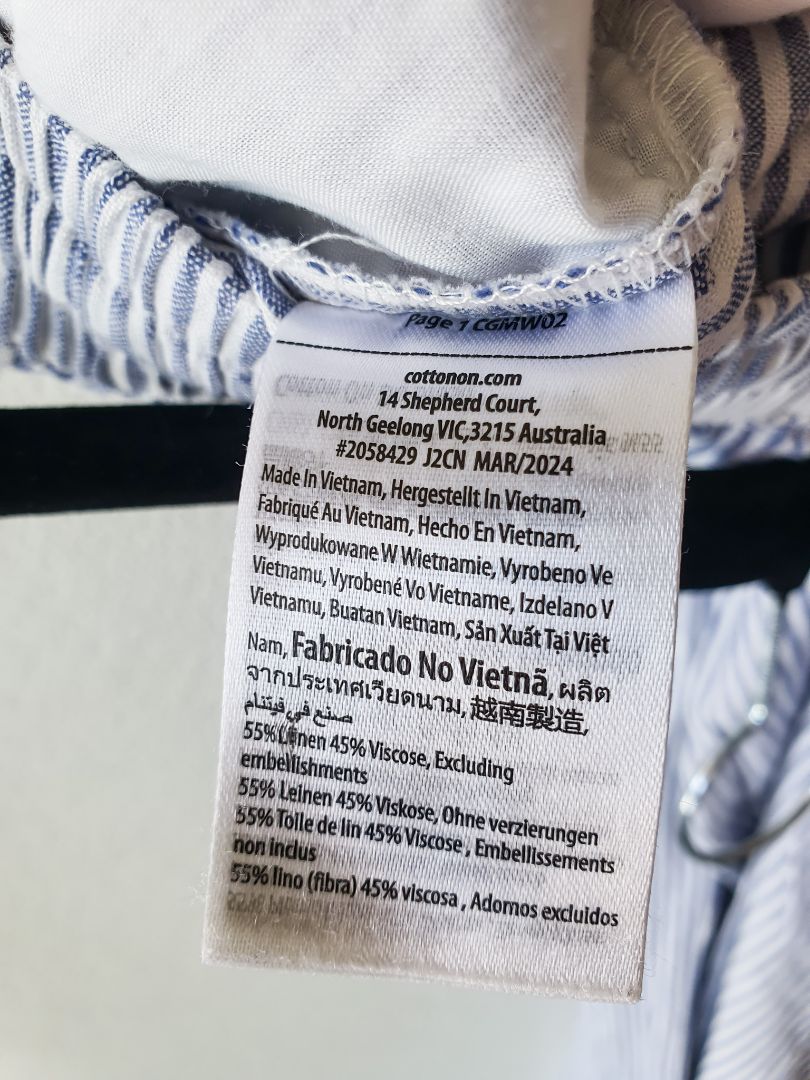 Page 1 CGMW02
cottonon.com
14 Shepherd Court,
North Geelong VIC,3215 Australia
#2058429 J2CN MAR/2024
Made In Vietnam, Hergestellt In Vietnam,
Fabriqué Au Vietnam, Hecho En Vietnam,
Wyprodukowane W Wietnamie, Vyrobeno Ve
Vietnamu, Vyrobené Vo Vietname, Izdelano V
Vietnamu, Buatan Vietnam, Sản Xuất Tại Việt
Nam, Fabricado No Vietnã, ผลิต
จากประเทศเวียดนาม, 越南製造,
صنع في فيتنام
55% Linen 45% Viscose, Excluding
embellishments
55% Leinen 45% Viskose, Ohne verzierungen
55% Toile de lin 45% Viscose , Embellissements
non inclus
55% lino (fibra) 45% viscosa , Adornos excluidos